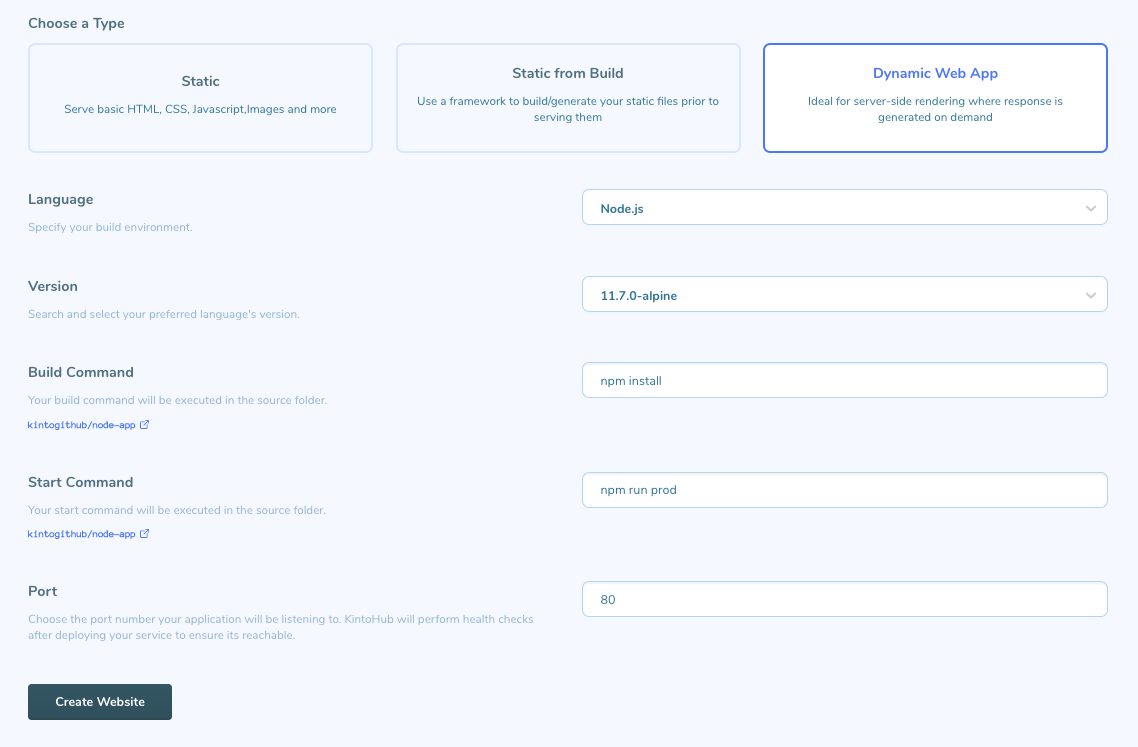 Choose a Type
Static
Serve basic HTML, CSS, Javascript,Images and more
Static from Build
Use a framework to build/generate your static files prior to
serving them
Dynamic Web App
Ideal for server-side rendering where response is
generated on demand
Language
Specify your build environment.
Node.js
Version
Search and select your preferred language's version.
11.7.0-alpine
Build Command
Your build command will be executed in the source folder.
kintogithub/node-app
npm install
Start Command
Your start command will be executed in the source folder.
kintogithub/node-app
npm run prod
Port
Choose the port number your application will be listening to. KintoHub will perform health checks
after deploying your service to ensure its reachable.
80
Create Website